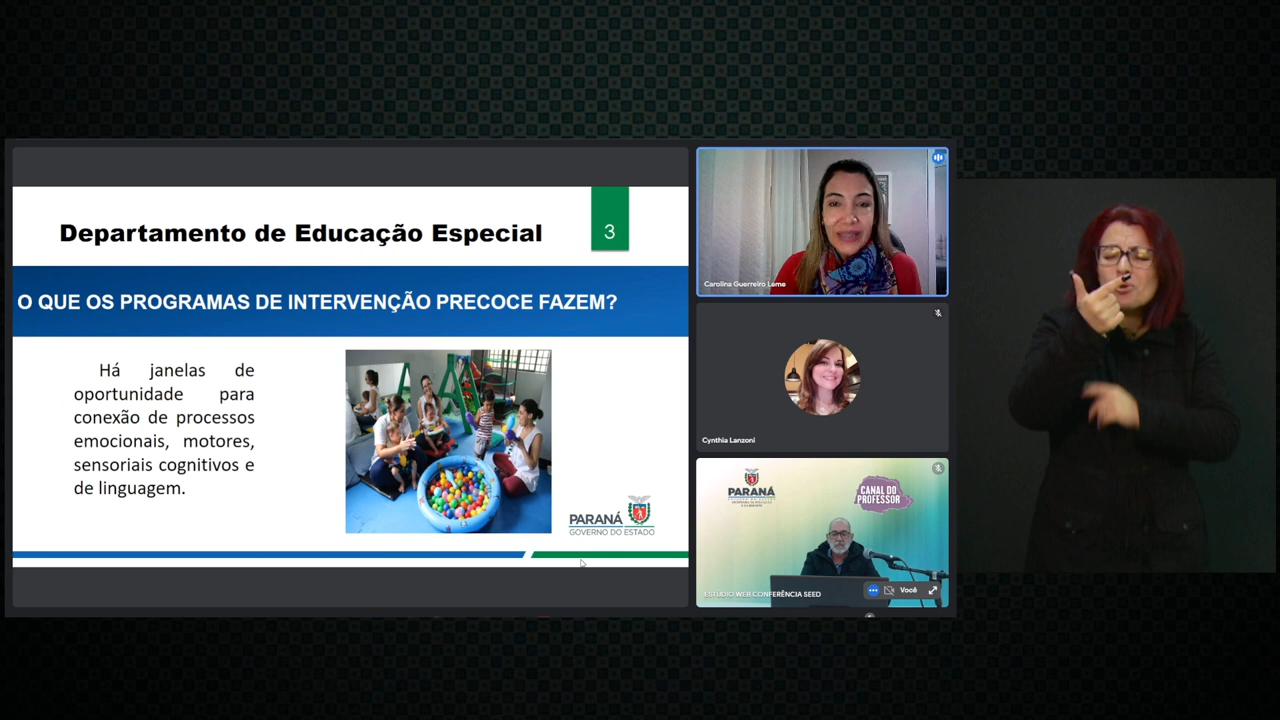 Departamento de Educação Especial
3
O QUE OS PROGRAMAS DE INTERVENÇÃO PRECOCE FAZEM?
Há janelas de
oportunidade para
conexão de processos
emocionais, motores,
sensoriais cognitivos e
de linguagem.
PARANÁ
GOVERNO DO ESTADO
Carolina Guerreiro Leme
Cynthia Lanzoni
PARANÁ
CANAL DO
PROFESSOR
ESTÚDIO WEB CONFERÊNCIA SEED
Você